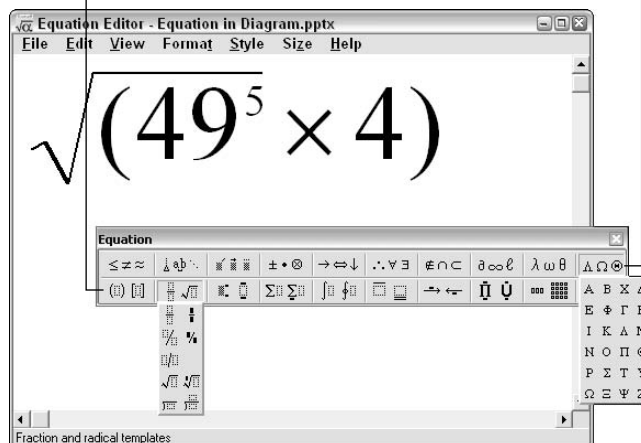 Equation Editor - Equation in Diagram.pptx
File Edit View Format Style Size Help
√(49⁵ × 4)
Equation
≤ ≠ ≈ ± • ⊗ → ⇔ ↓ ∴ ∀ ∃ ∉ ∩ ⊂ ∂ ∞ ℓ λ ω θ Λ Ω ⊛
Α Β Χ
Ε Φ Γ
Ι Κ Λ
Ν Ο Π
Ρ Σ Τ
Ω Ξ Ψ
Fraction and radical templates